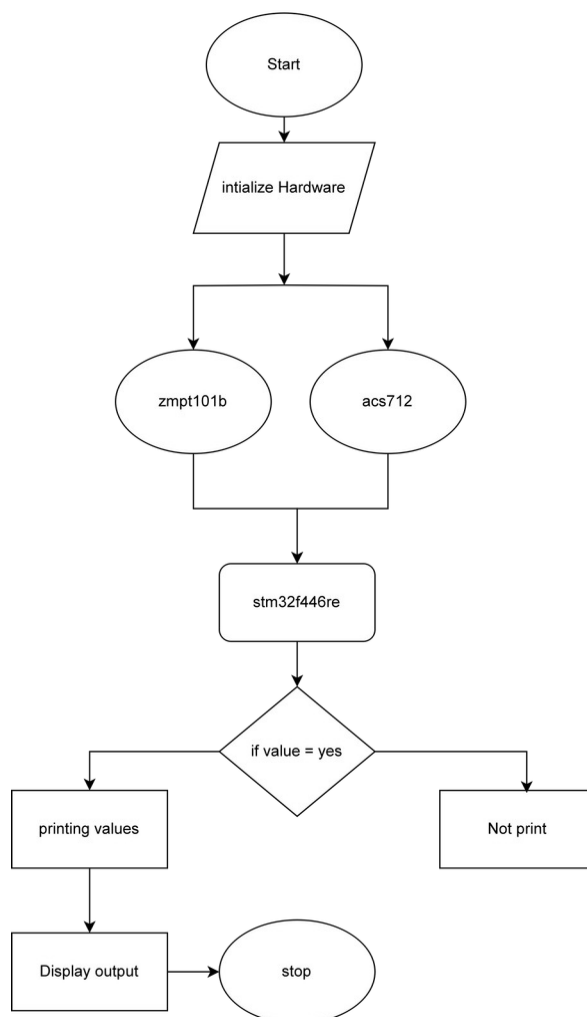 Start
intialize Hardware
zmpt101b
acs712
stm32f446re
if value = yes
printing values
Not print
Display output
stop